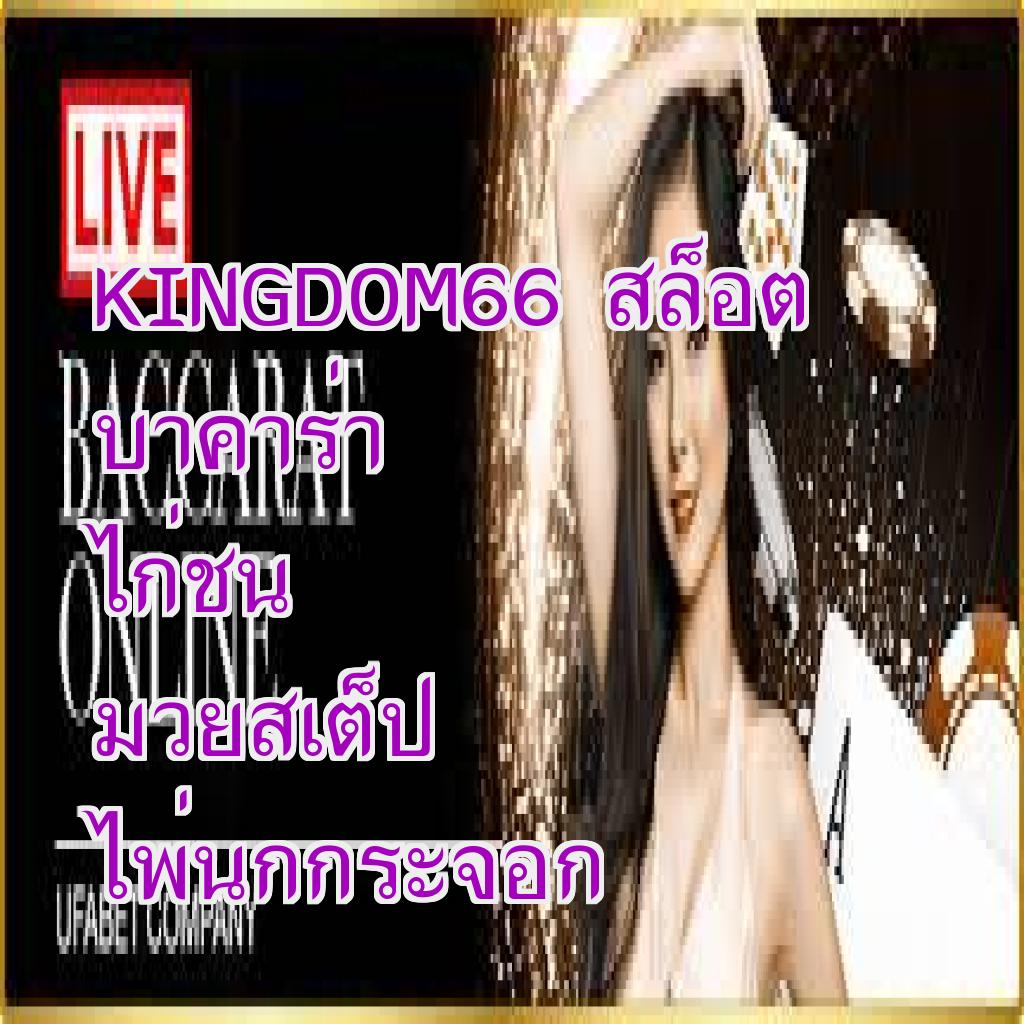 LIVE
KINGDOM66 สล็อต
BACCARAT
บาคาร่า
ไก่ชน
ONLINE
มวยสเต็ป
ไพ่นกกระจอก
UFABET COMPANY
A